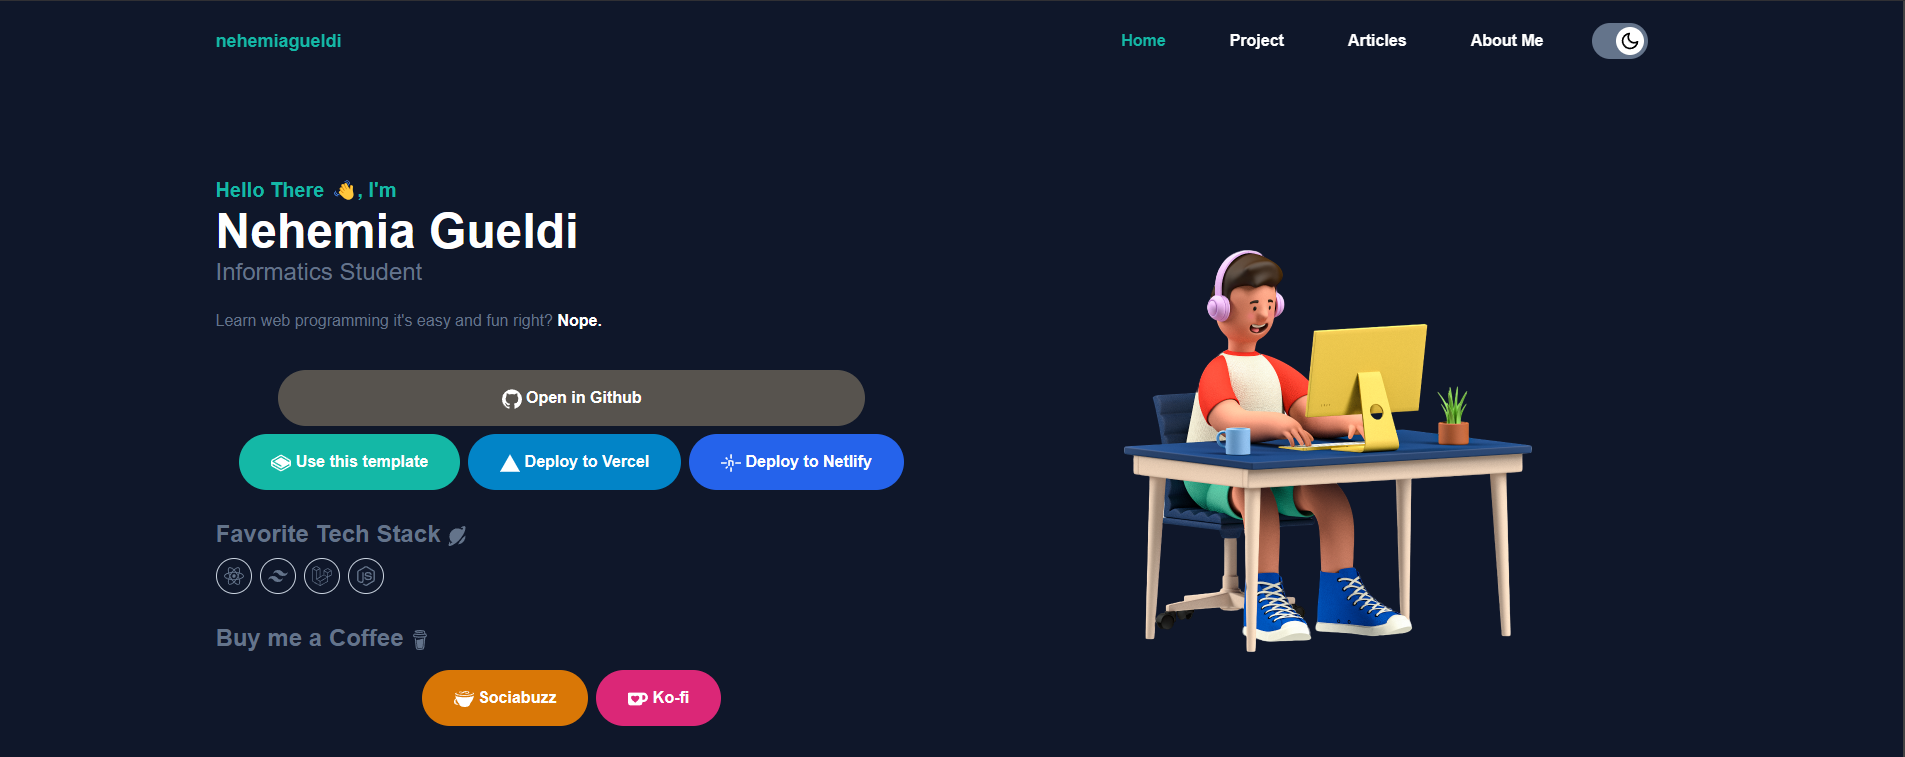 nehemiagueldi
Home Project Articles About Me
Hello There 👋, I'm
Nehemia Gueldi
Informatics Student
Learn web programming it's easy and fun right? Nope.
Open in Github
Use this template Deploy to Vercel Deploy to Netlify
Favorite Tech Stack
JS
Buy me a Coffee
Sociabuzz Ko-fi